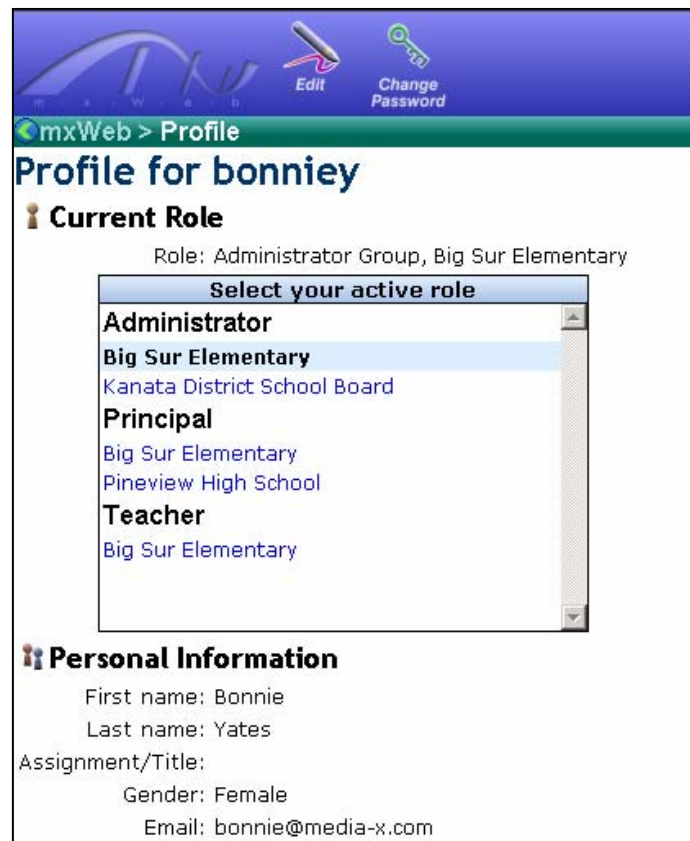 m x W e b
Edit
Change
Password
mxWeb > Profile
Profile for bonniey
Current Role
Role: Administrator Group, Big Sur Elementary
Select your active role
Administrator
Big Sur Elementary
Kanata District School Board
Principal
Big Sur Elementary
Pineview High School
Teacher
Big Sur Elementary
Personal Information
First name: Bonnie
Last name: Yates
Assignment/Title:
Gender: Female
Email: bonnie@media-x.com